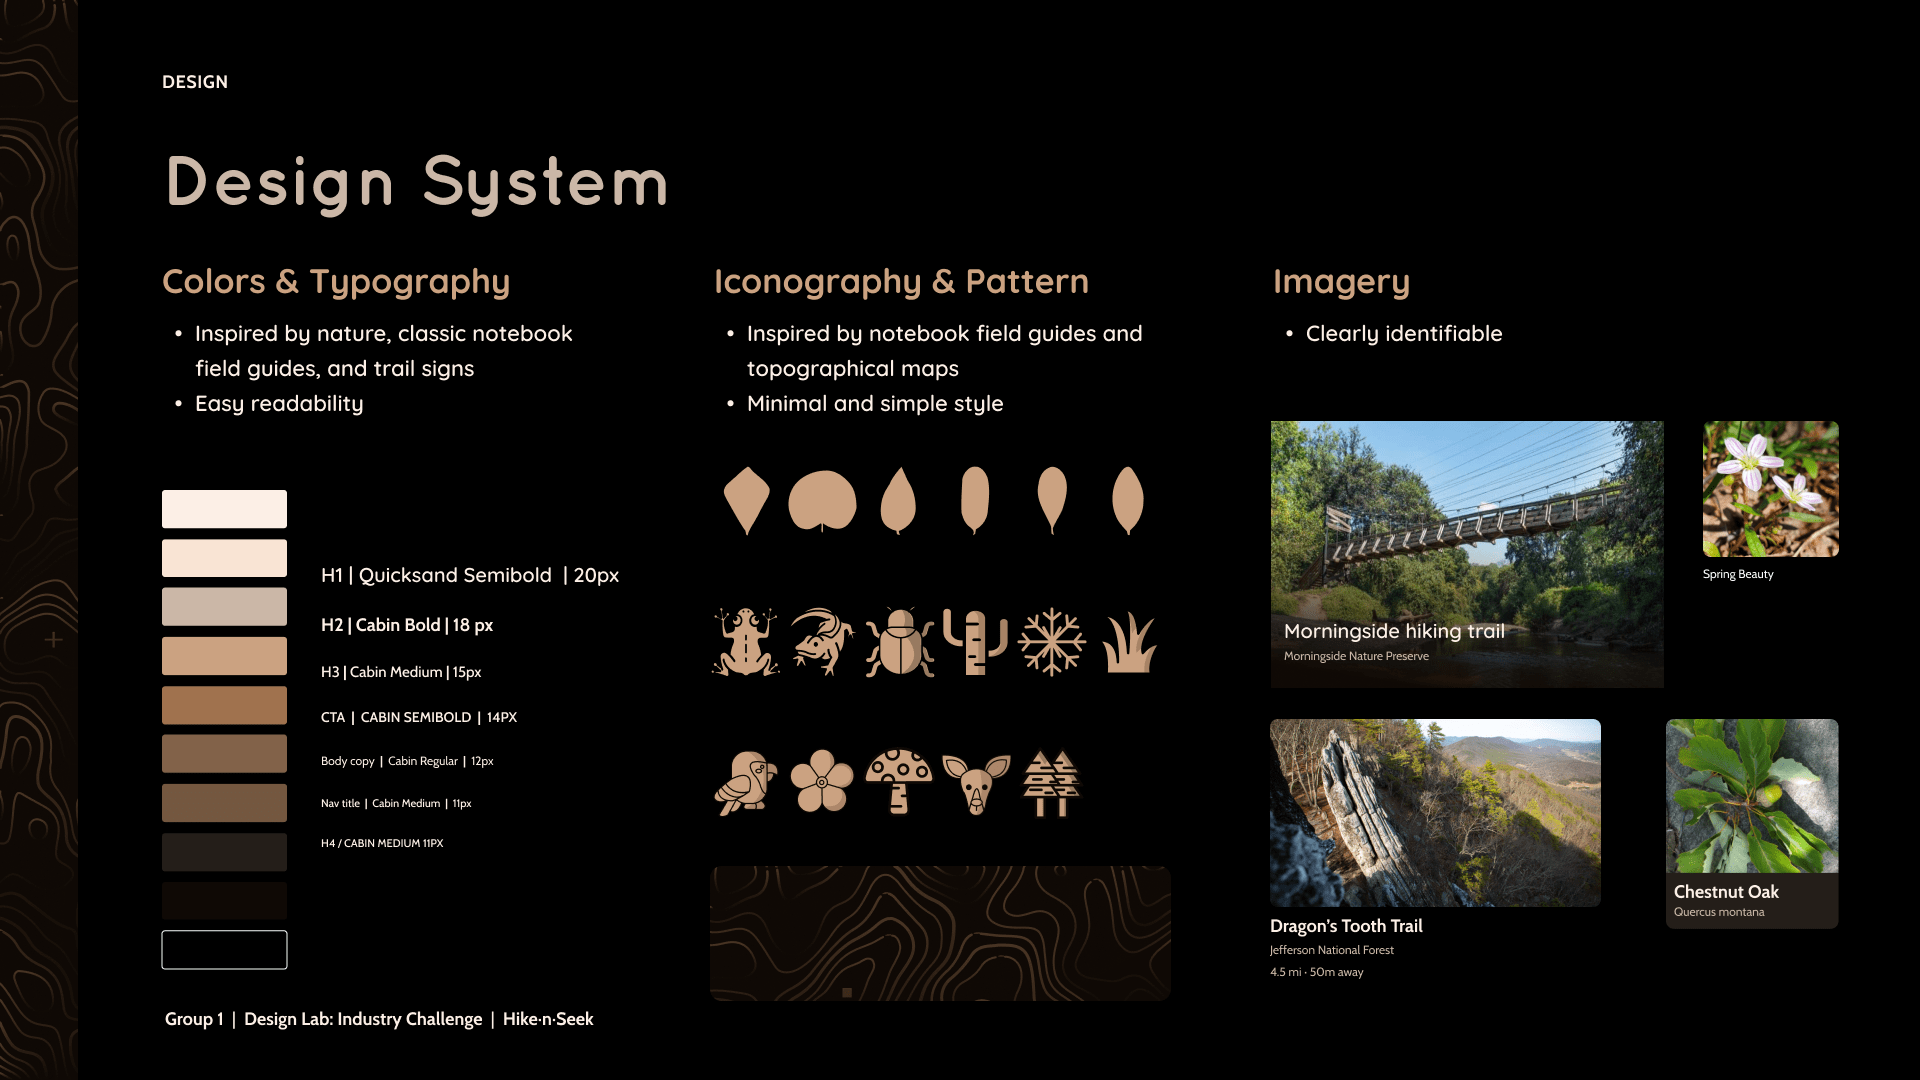 DESIGN
Design System
Colors & Typography
• Inspired by nature, classic notebook
field guides, and trail signs
• Easy readability
H1 | Quicksand Semibold | 20px
H2 | Cabin Bold | 18 px
H3 | Cabin Medium | 15px
CTA | CABIN SEMIBOLD | 14PX
Body copy | Cabin Regular | 12px
Nav title | Cabin Medium | 11px
H4 / CABIN MEDIUM 11PX
Iconography & Pattern
• Inspired by notebook field guides and
topographical maps
• Minimal and simple style
Imagery
• Clearly identifiable
Morningside hiking trail
Morningside Nature Preserve
Spring Beauty
Dragon's Tooth Trail
Jefferson National Forest
4.5 mi · 50m away
Chestnut Oak
Quercus montana
Group 1 | Design Lab: Industry Challenge | Hike·n·Seek